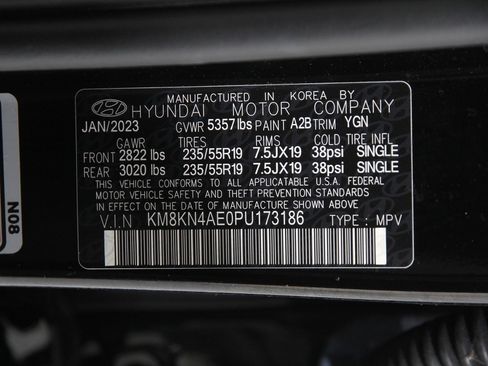 MANUFACTURED IN KOREA BY
HYUNDAI MOTOR COMPANY
JAN/2023 GVWR 5357 lbs PAINT A2B TRIM YGN
GAWR TIRES RIMS COLD TIRE INFL
FRONT 2822 lbs 235/55R19 7.5JX19 38psi SINGLE
REAR 3020 lbs 235/55R19 7.5JX19 38psi SINGLE
THIS VEHICLE CONFORMS TO ALL APPLICABLE U.S.A. FEDERAL
MOTOR VEHICLE SAFETY AND THEFT PREVENTION STANDARDS
IN EFFECT ON THE DATE OF MANUFACTURE SHOWN ABOVE.
V.I.N KM8KN4AE0PU173186 TYPE : MPV
N08